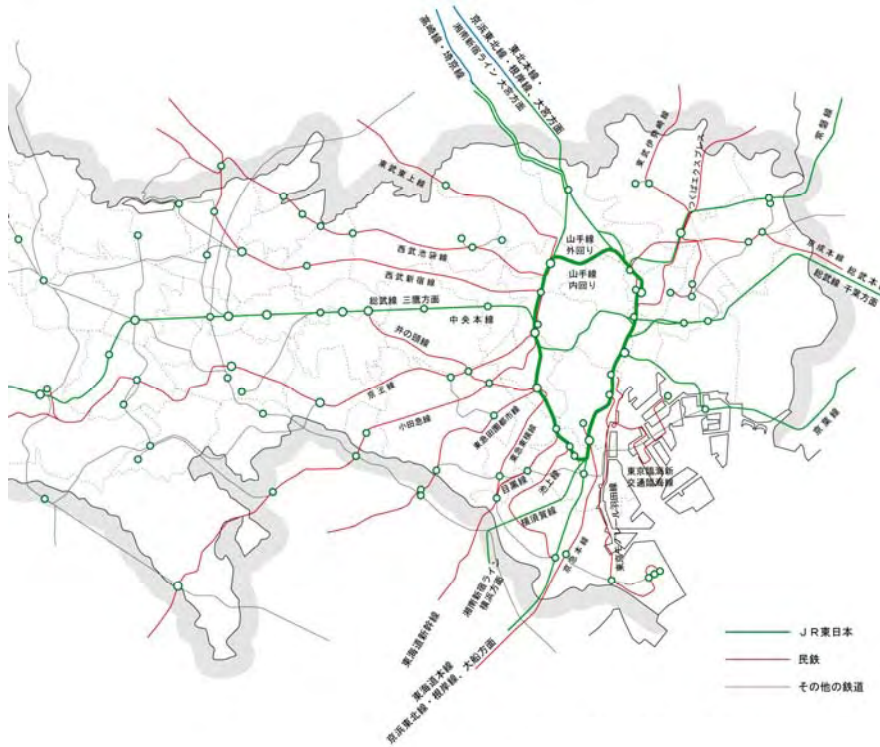 高崎線・埼京線
湘南新宿ライン 大宮方面
京浜東北線・根岸線、大宮方面
東北本線・
東武東上線
東武伊勢崎線
つくばエクスプレス
常磐線
山手線
外回り
山手線
内回り
西武池袋線
西武新宿線
総武線 三鷹方面
中央本線
京成本線
総武本線
総武線 千葉方面
井の頭線
京王線
小田急線
東急田園都市線
東急東横線
目黒線
池上線
横須賀線
京急本線
東京モノレール羽田線
東京臨海新
交通臨海線
京葉線
湘南新宿ライン
横浜方面
東海道新幹線
東海道本線
京浜東北線・根岸線、大船方面
JR東日本
民鉄
その他の鉄道